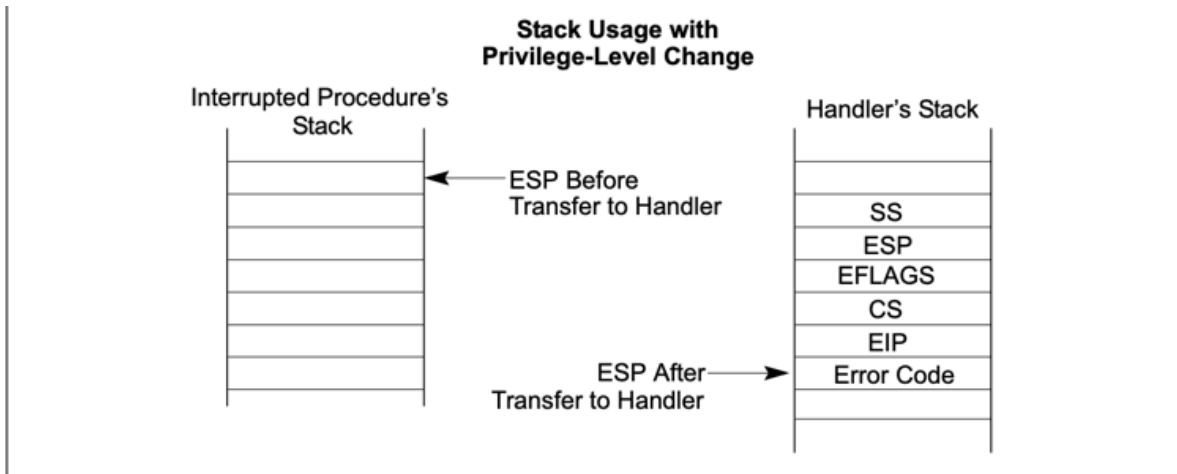 Stack Usage with
Privilege-Level Change
Interrupted Procedure's
Stack
Handler's Stack
ESP Before
Transfer to Handler
SS
ESP
EFLAGS
CS
EIP
Error Code
ESP After
Transfer to Handler